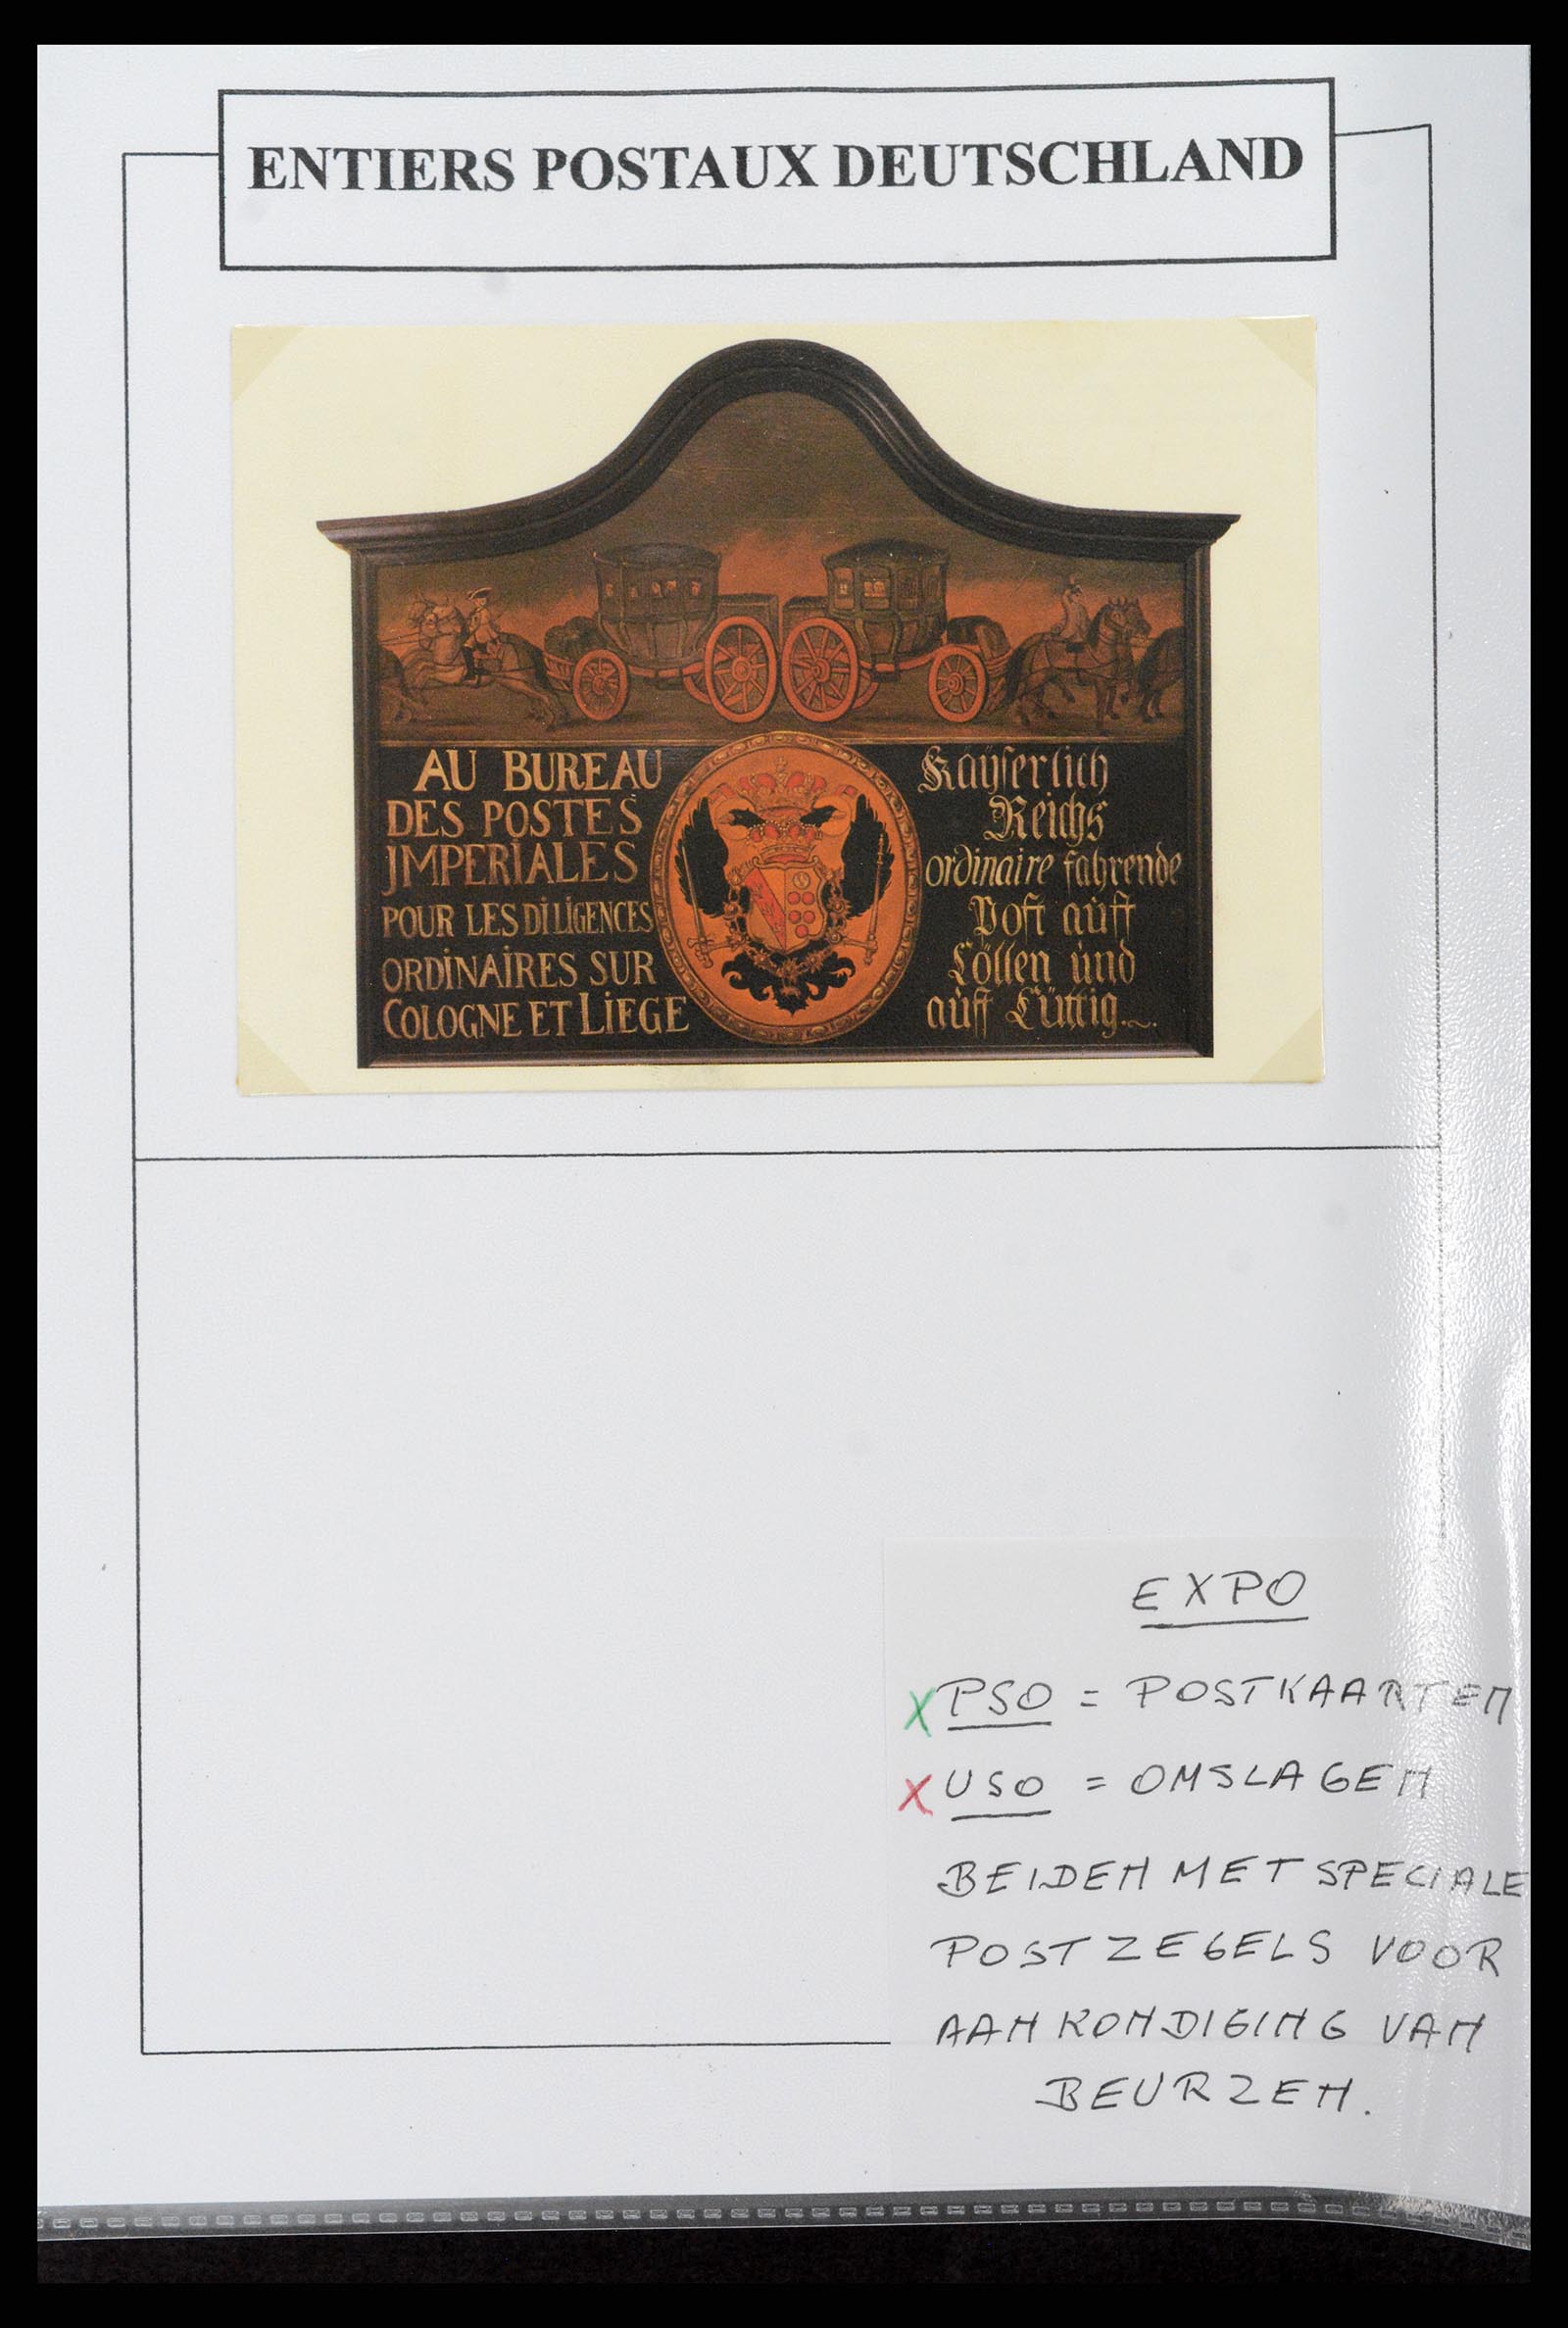 ENTIERS POSTAUX DEUTSCHLAND
AU BUREAU
DES POSTES
JMPERIALES
POUR LES DILIGENCES
ORDINAIRES SUR
COLOGNE ET LIEGE
Kaÿserlich
Reichs
ordinaire fahrende
Post auff
Cöllen und
auff Lüttig.
EXPO
X PSO = POSTKAARTEN
X USO = OMSLAGEN
BEIDEN MET SPECIALE
POSTZEGELS VOOR
AANKONDIGING VAN
BEURZEN.